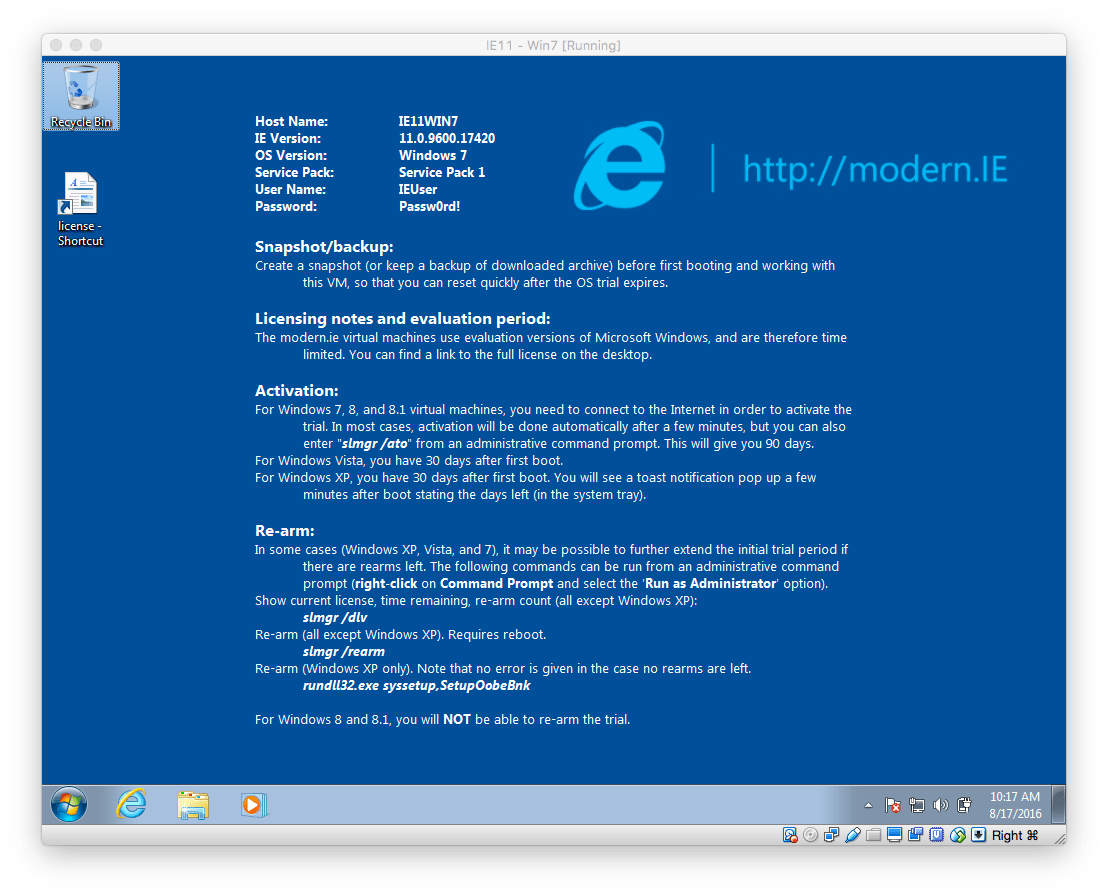 IE11 - Win7 [Running]
Recycle Bin
license -
Shortcut
Host Name: IE11WIN7
IE Version: 11.0.9600.17420
OS Version: Windows 7
Service Pack: Service Pack 1
User Name: IEUser
Password: Passw0rd!
http://modern.IE
Snapshot/backup:
Create a snapshot (or keep a backup of downloaded archive) before first booting and working with
this VM, so that you can reset quickly after the OS trial expires.
Licensing notes and evaluation period:
The modern.ie virtual machines use evaluation versions of Microsoft Windows, and are therefore time
limited. You can find a link to the full license on the desktop.
Activation:
For Windows 7, 8, and 8.1 virtual machines, you need to connect to the Internet in order to activate the
trial. In most cases, activation will be done automatically after a few minutes, but you can also
enter "slmgr /ato" from an administrative command prompt. This will give you 90 days.
For Windows Vista, you have 30 days after first boot.
For Windows XP, you have 30 days after first boot. You will see a toast notification pop up a few
minutes after boot stating the days left (in the system tray).
Re-arm:
In some cases (Windows XP, Vista, and 7), it may be possible to further extend the initial trial period if
there are rearms left. The following commands can be run from an administrative command
prompt (right-click on Command Prompt and select the 'Run as Administrator' option).
Show current license, time remaining, re-arm count (all except Windows XP):
slmgr /dlv
Re-arm (all except Windows XP). Requires reboot.
slmgr /rearm
Re-arm (Windows XP only). Note that no error is given in the case no rearms are left.
rundll32.exe syssetup,SetupOobeBnk
For Windows 8 and 8.1, you will NOT be able to re-arm the trial.
10:17 AM
8/17/2016
Right ⌘